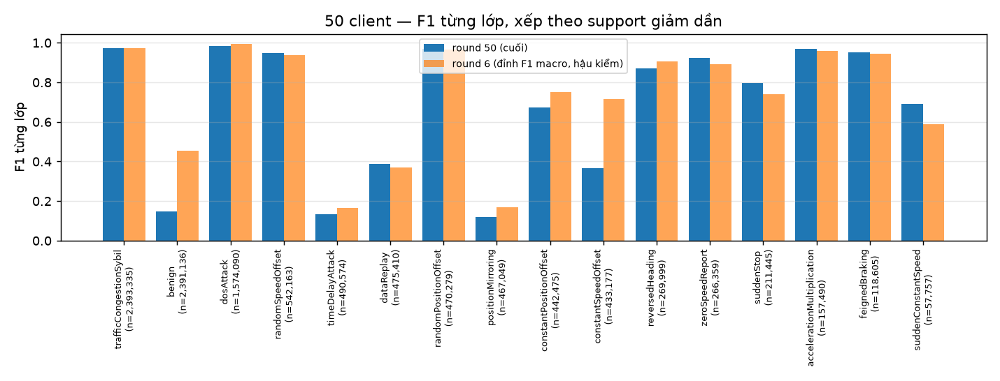 50 client — F1 từng lớp, xếp theo support giảm dần
round 50 (cuối)
round 6 (đỉnh F1 macro, hậu kiểm)
F1 từng lớp
1.0
0.8
0.6
0.4
0.2
0.0
trafficCongestionSybil
(n=2,393,335)
benign
(n=2,391,136)
dosAttack
(n=1,574,090)
randomSpeedOffset
(n=542,163)
timeDelayAttack
(n=490,574)
dataReplay
(n=475,410)
randomPositionOffset
(n=470,279)
positionMirroring
(n=467,049)
constantPositionOffset
(n=442,475)
constantSpeedOffset
(n=433,177)
reversedHeading
(n=269,999)
zeroSpeedReport
(n=266,359)
suddenStop
(n=211,445)
accelerationMultiplication
(n=157,490)
feignedBraking
(n=118,605)
suddenConstantSpeed
(n=57,757)